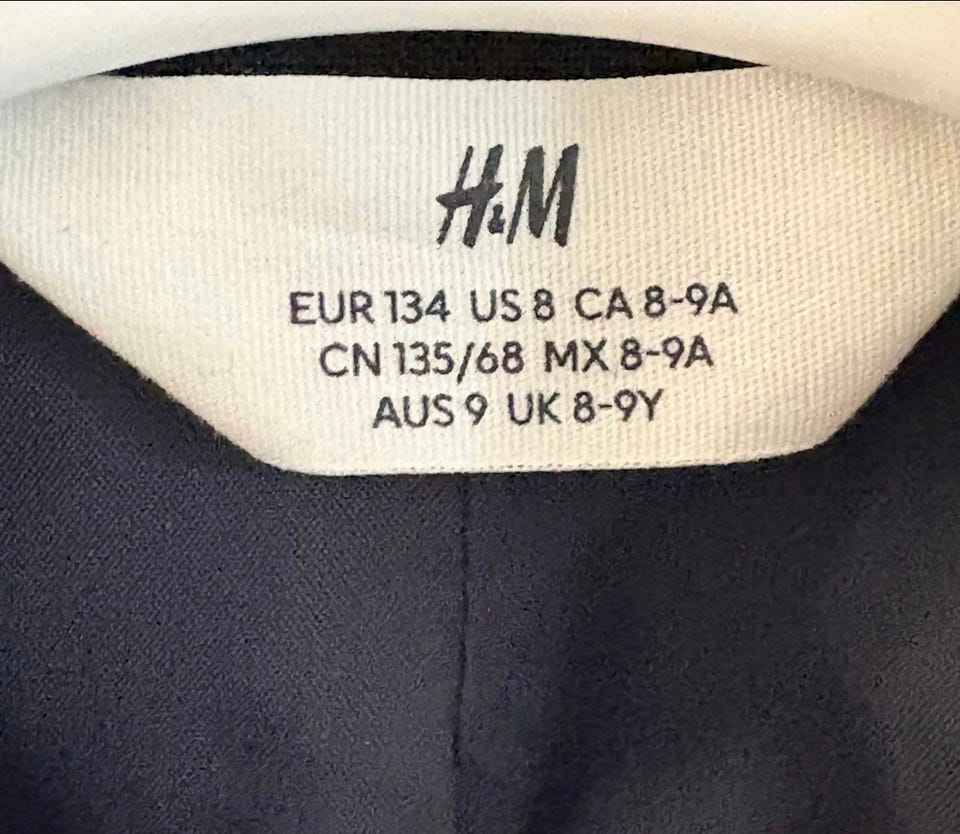 H&M
EUR 134 US 8 CA 8-9A
CN 135/68 MX 8-9A
AUS 9 UK 8-9Y